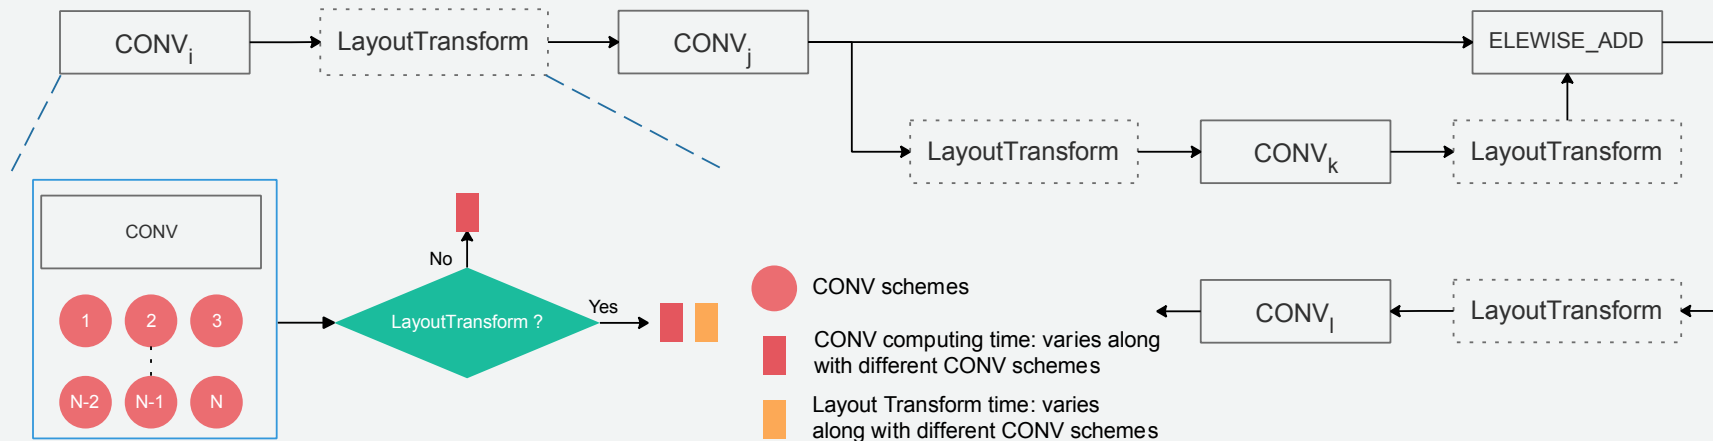 CONVi
LayoutTransform
CONVj
ELEWISE_ADD
LayoutTransform
CONVk
LayoutTransform
CONV
1
2
3
N-2
N-1
N
LayoutTransform ?
No
Yes
CONV schemes
CONV computing time: varies along
with different CONV schemes
Layout Transform time: varies
along with different CONV schemes
CONVl
LayoutTransform